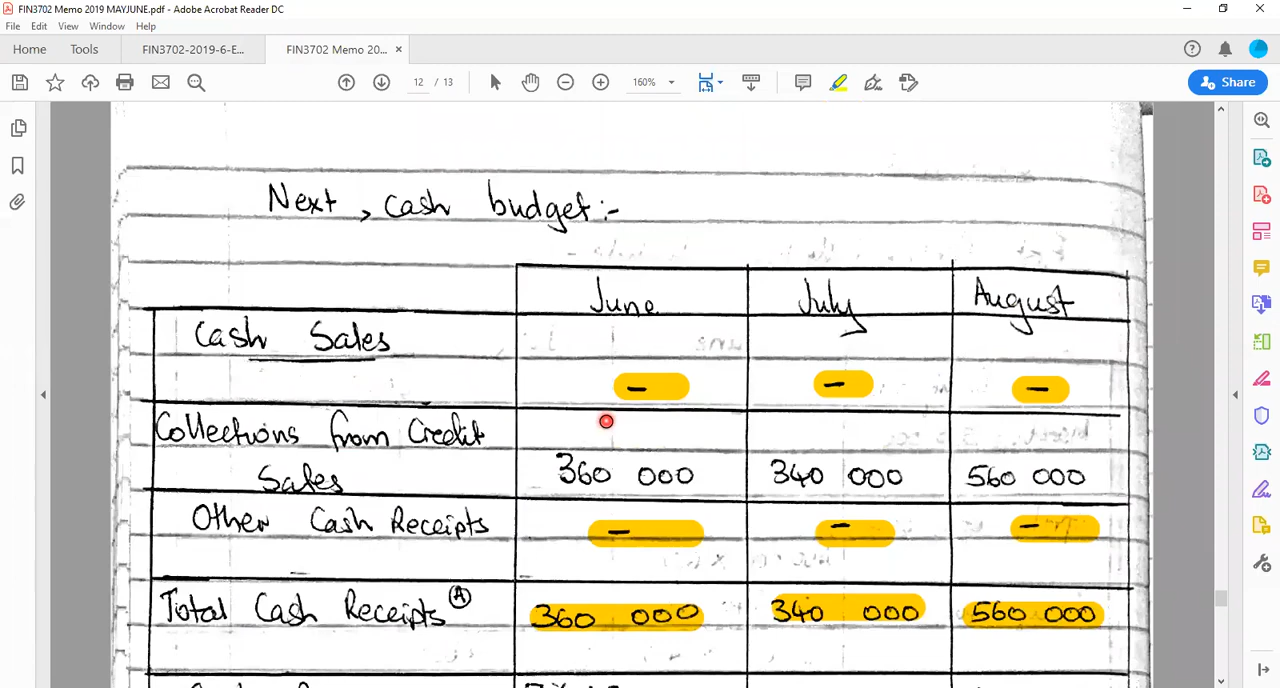 FIN3702 Memo 2019 MAYJUNE.pdf - Adobe Acrobat Reader DC
File Edit View Window Help
Home Tools FIN3702-2019-6-E... FIN3702 Memo 20... ×
12 / 13 160% Share
Next, Cash budget:-
June July August
Cash Sales
- - -
Collections from Credit
Sales 360 000 340 000 560 000
Other Cash Receipts - - -
Total Cash Receipts A 360 000 340 000 560 000